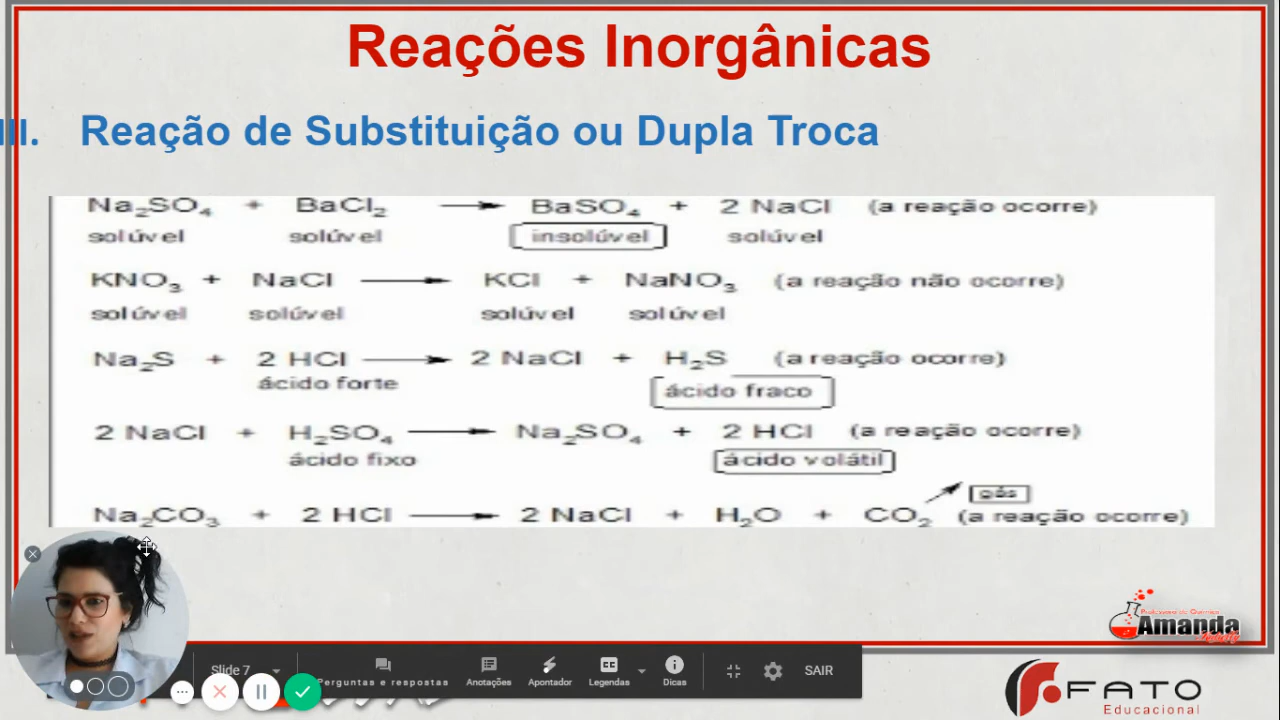 Reações Inorgânicas
III. Reação de Substituição ou Dupla Troca
Na₂SO₄ + BaCl₂ → BaSO₄ + 2 NaCl (a reação ocorre)
solúvel solúvel insolúvel solúvel
KNO₃ + NaCl → KCl + NaNO₃ (a reação não ocorre)
solúvel solúvel solúvel solúvel
Na₂S + 2 HCl → 2 NaCl + H₂S (a reação ocorre)
ácido forte ácido fraco
2 NaCl + H₂SO₄ → Na₂SO₄ + 2 HCl (a reação ocorre)
ácido fixo ácido volátil
gás
Na₂CO₃ + 2 HCl → 2 NaCl + H₂O + CO₂ (a reação ocorre)
Professora de Química
Amanda
Slide 7
Perguntas e respostas
Anotações
Apontador
CC
Legendas
Dicas
SAIR
FATO
Educacional